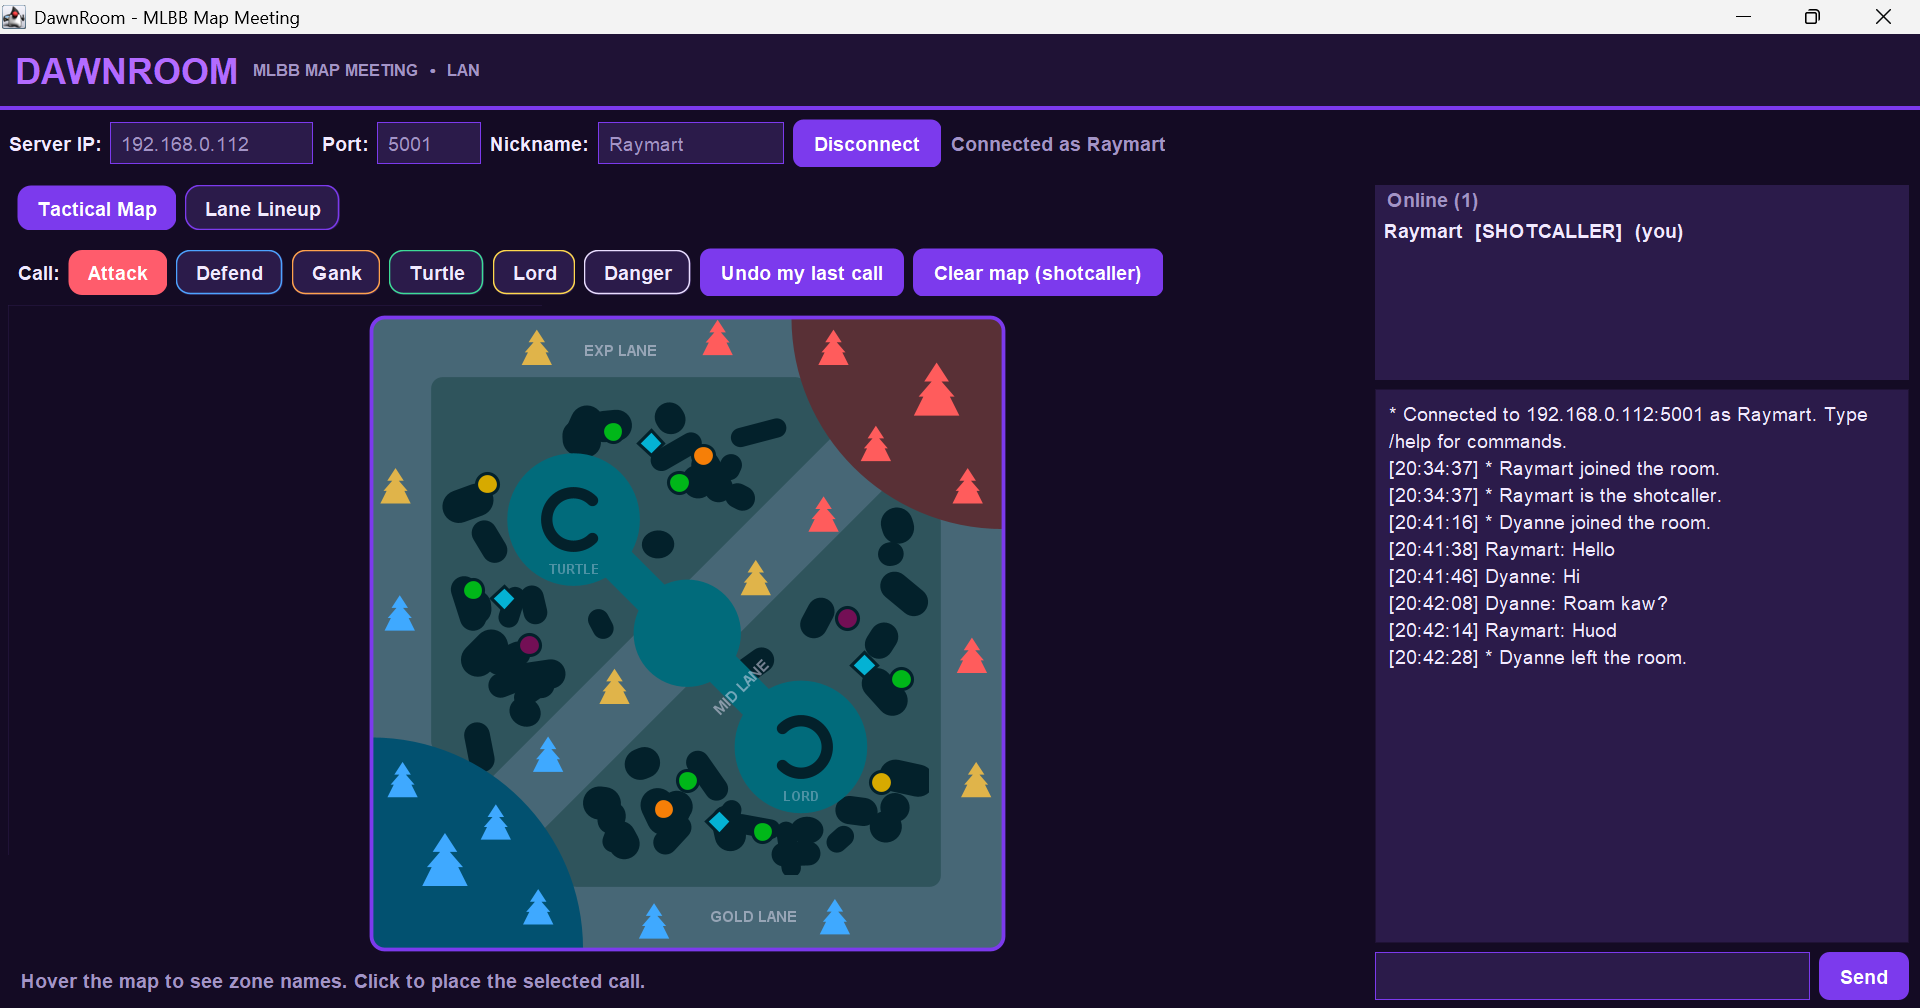 DawnRoom - MLBB Map Meeting
DAWNROOM MLBB MAP MEETING • LAN
Server IP: 192.168.0.112 Port: 5001 Nickname: Raymart Disconnect Connected as Raymart
Tactical Map Lane Lineup
Call: Attack Defend Gank Turtle Lord Danger Undo my last call Clear map (shotcaller)
EXP LANE
TURTLE
MID LANE
LORD
GOLD LANE
Hover the map to see zone names. Click to place the selected call.
Online (1)
Raymart [SHOTCALLER] (you)
* Connected to 192.168.0.112:5001 as Raymart. Type
/help for commands.
[20:34:37] * Raymart joined the room.
[20:34:37] * Raymart is the shotcaller.
[20:41:16] * Dyanne joined the room.
[20:41:38] Raymart: Hello
[20:41:46] Dyanne: Hi
[20:42:08] Dyanne: Roam kaw?
[20:42:14] Raymart: Huod
[20:42:28] * Dyanne left the room.
Send